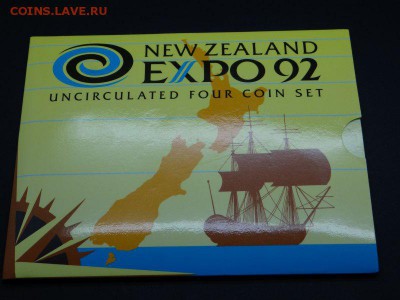 COINS.LAVE.RU
NEW ZEALAND
EXPO 92
UNCIRCULATED FOUR COIN SET